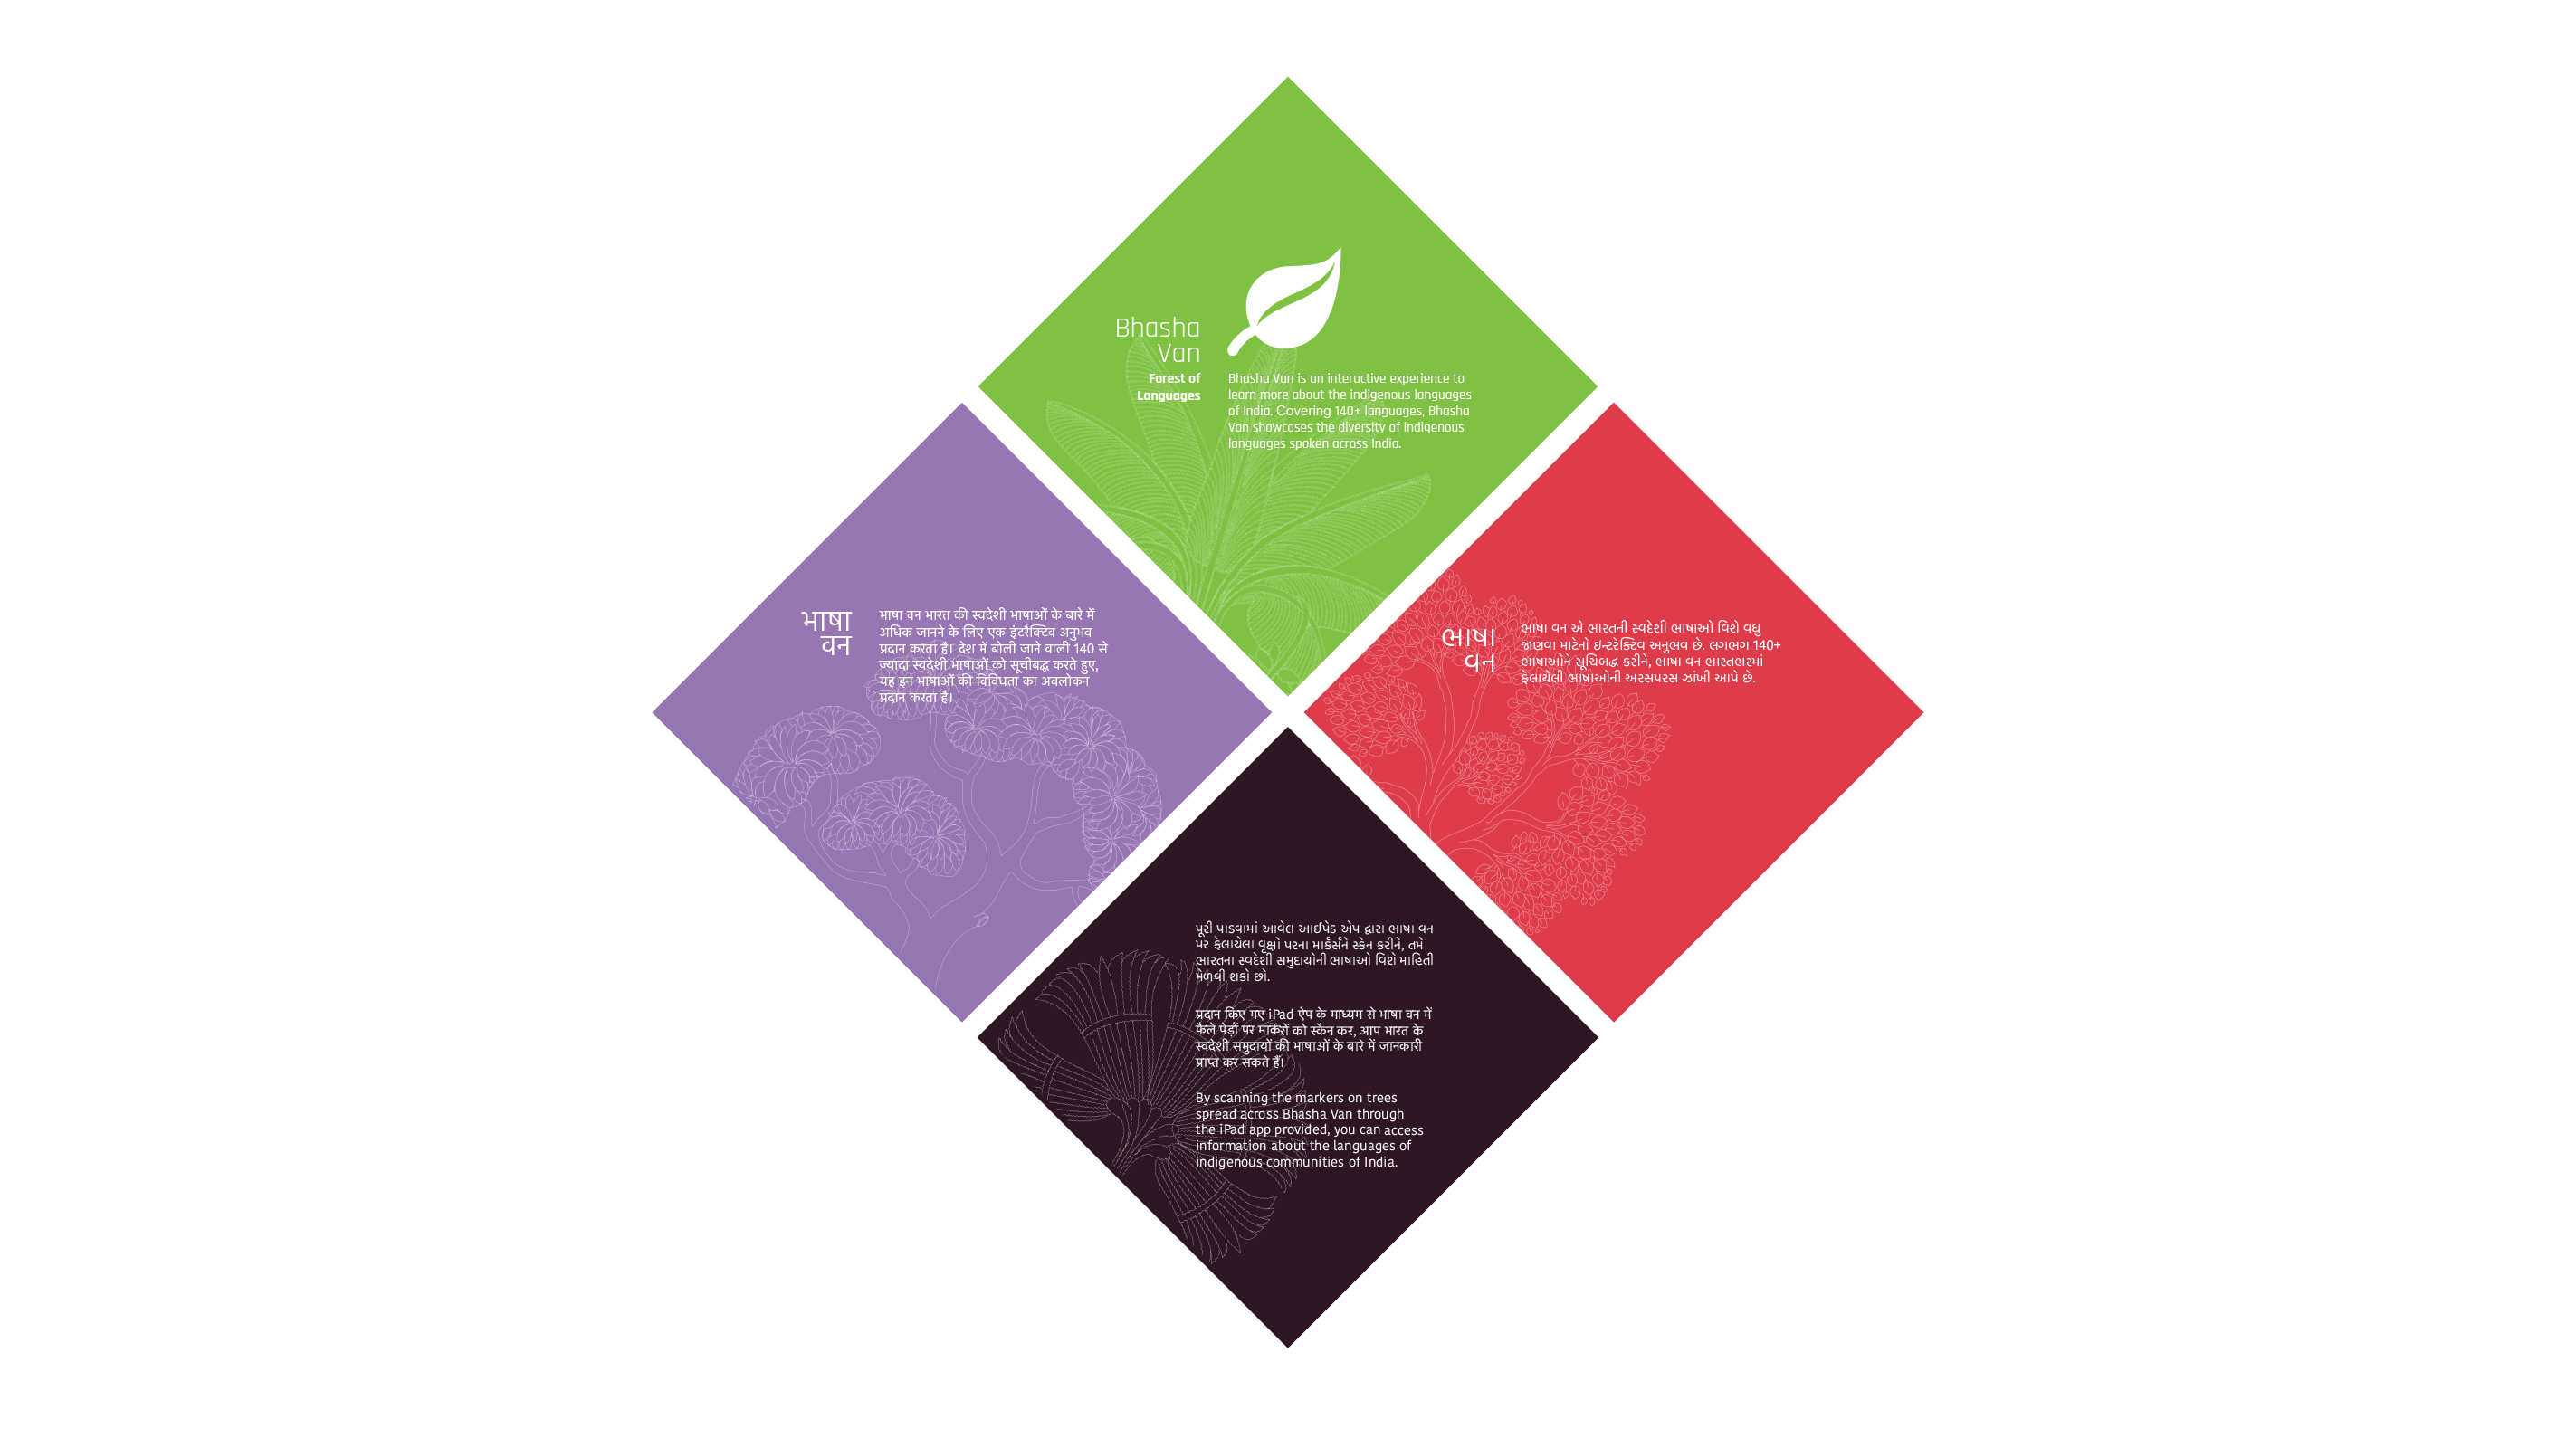 Bhasha
Van
Forest of
Languages
Bhasha Van is an interactive experience to
learn more about the indigenous languages
of India. Covering 140+ languages, Bhasha
Van showcases the diversity of indigenous
languages spoken across India.
भाषा
वन
भाषा वन भारत की स्वदेशी भाषाओं के बारे में
अधिक जानने के लिए एक इंटरैक्टिव अनुभव
प्रदान करता है। देश में बोली जाने वाली 140 से
ज्यादा स्वदेशी भाषाओं को सूचीबद्ध करते हुए,
यह इन भाषाओं की विविधता का अवलोकन
प्रदान करता है।
ભાષા
વન
ભાષા વન એ ભારતની સ્વદેશી ભાષાઓ વિશે વધુ
જાણવા માટેનો ઇન્ટરેક્ટિવ અનુભવ છે. લગભગ 140+
ભાષાઓને સૂચિબદ્ધ કરીને, ભાષા વન ભારતભરમાં
ફેલાયેલી ભાષાઓની અરસપરસ ઝાંખી આપે છે.
પૂરી પાડવામાં આવેલ આઈપેડ એપ દ્વારા ભાષા વન
પર ફેલાયેલા વૃક્ષો પરના માર્કર્સને સ્કેન કરીને, તમે
ભારતના સ્વદેશી સમુદાયોની ભાષાઓ વિશે માહિતી
મેળવી શકો છો.
प्रदान किए गए iPad ऐप के माध्यम से भाषा वन में
फैले पेड़ों पर मार्करों को स्कैन कर, आप भारत के
स्वदेशी समुदायों की भाषाओं के बारे में जानकारी
प्राप्त कर सकते हैं।
By scanning the markers on trees
spread across Bhasha Van through
the iPad app provided, you can access
information about the languages of
indigenous communities of India.